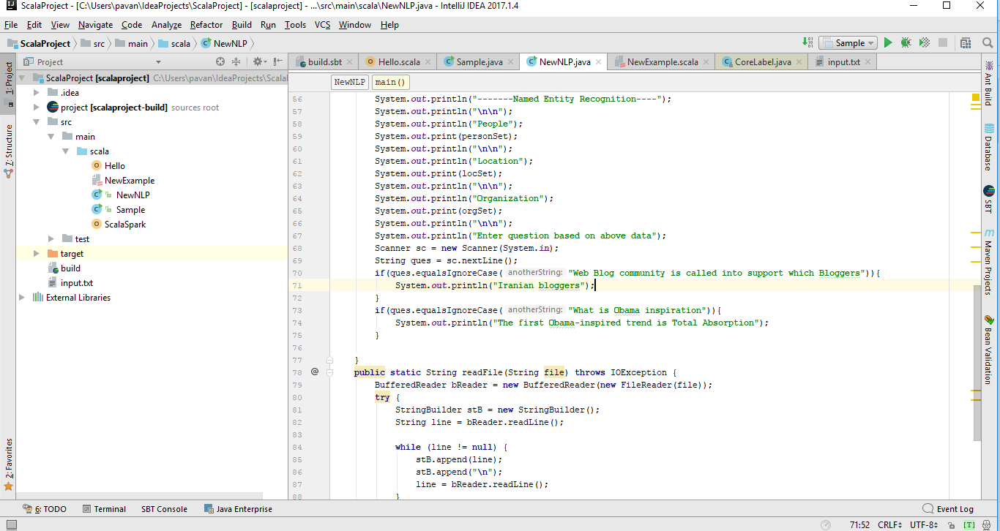 ScalaProject - [C:\Users\pavan\IdeaProjects\ScalaProject] - [scalaproject] - ...\src\main\scala\NewNLP.java - IntelliJ IDEA 2017.1.4
File Edit View Navigate Code Analyze Refactor Build Run Tools VCS Window Help
ScalaProject src main scala NewNLP Sample
Project build.sbt Hello.scala Sample.java NewNLP.java NewExample.scala CoreLabel.java input.txt
1: Project
7: Structure
2: Favorites
ScalaProject [scalaproject] C:\Users\pavan\IdeaProjects\Scala
.idea
project [scalaproject-build] sources root
src
main
scala
Hello
NewExample
NewNLP
Sample
ScalaSpark
test
target
build
input.txt
External Libraries
NewNLP main()
56 System.out.println("-------Named Entity Recognition----");
57 System.out.println("\n\n");
58 System.out.println("People");
59 System.out.print(personSet);
60 System.out.println("\n\n");
61 System.out.println("Location");
62 System.out.print(locSet);
63 System.out.println("\n\n");
64 System.out.println("Organization");
65 System.out.print(orgSet);
66 System.out.println("\n\n");
67 System.out.println("Enter question based on above data");
68 Scanner sc = new Scanner(System.in);
69 String ques = sc.nextLine();
70 if(ques.equalsIgnoreCase( anotherString: "Web Blog community is called into support which Bloggers")){
71 System.out.println("Iranian bloggers");
72 }
73 if(ques.equalsIgnoreCase( anotherString: "What is Obama inspiration")){
74 System.out.println("The first Obama-inspired trend is Total Absorption");
75 }
76
77 }
78 @ public static String readFile(String file) throws IOException {
79 BufferedReader bReader = new BufferedReader(new FileReader(file));
80 try {
81 StringBuilder stB = new StringBuilder();
82 String line = bReader.readLine();
83
84 while (line != null) {
85 stB.append(line);
86 stB.append("\n");
87 line = bReader.readLine();
88 }
Ant Build
Database
SBT
Maven Projects
Bean Validation
6: TODO Terminal SBT Console Java Enterprise Event Log
71:52 CRLF UTF-8 [T]